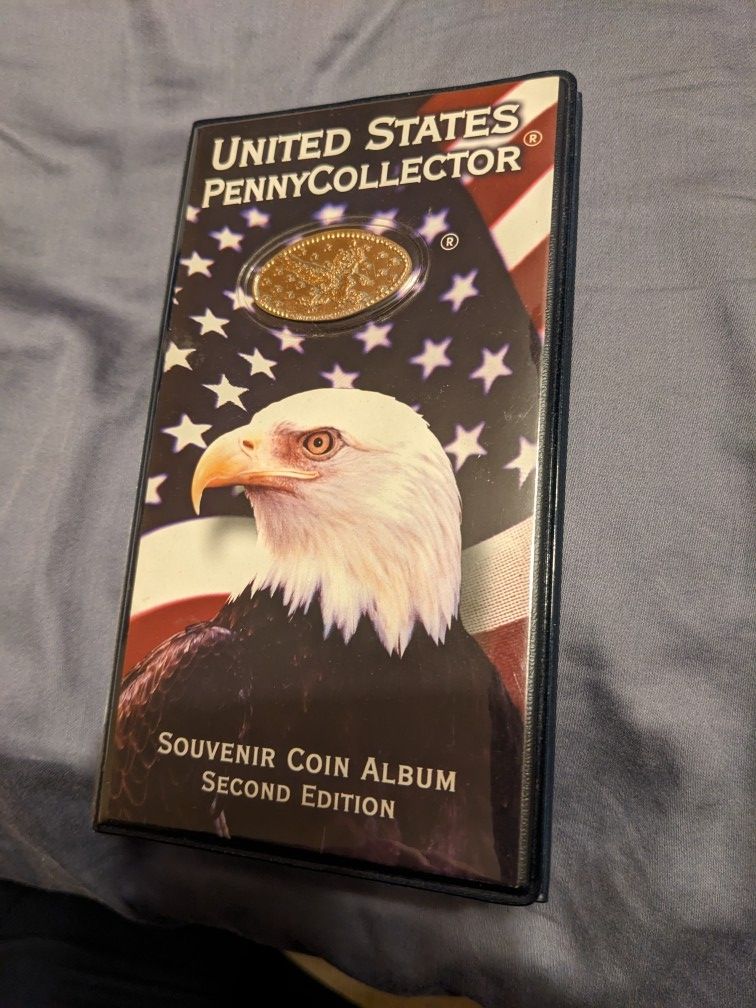 UNITED STATES
PENNYCOLLECTOR®
®
SOUVENIR COIN ALBUM
SECOND EDITION